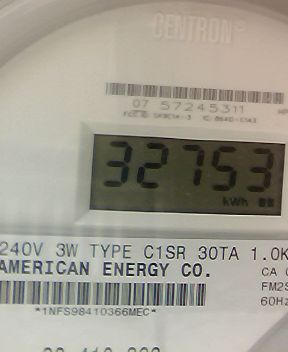 CENTRON®
07 57245311
32753
kWh
240V 3W TYPE C1SR 30TA 1.0K
AMERICAN ENERGY CO.
CA
FM2S
60Hz
*1NFS98410366MEC*